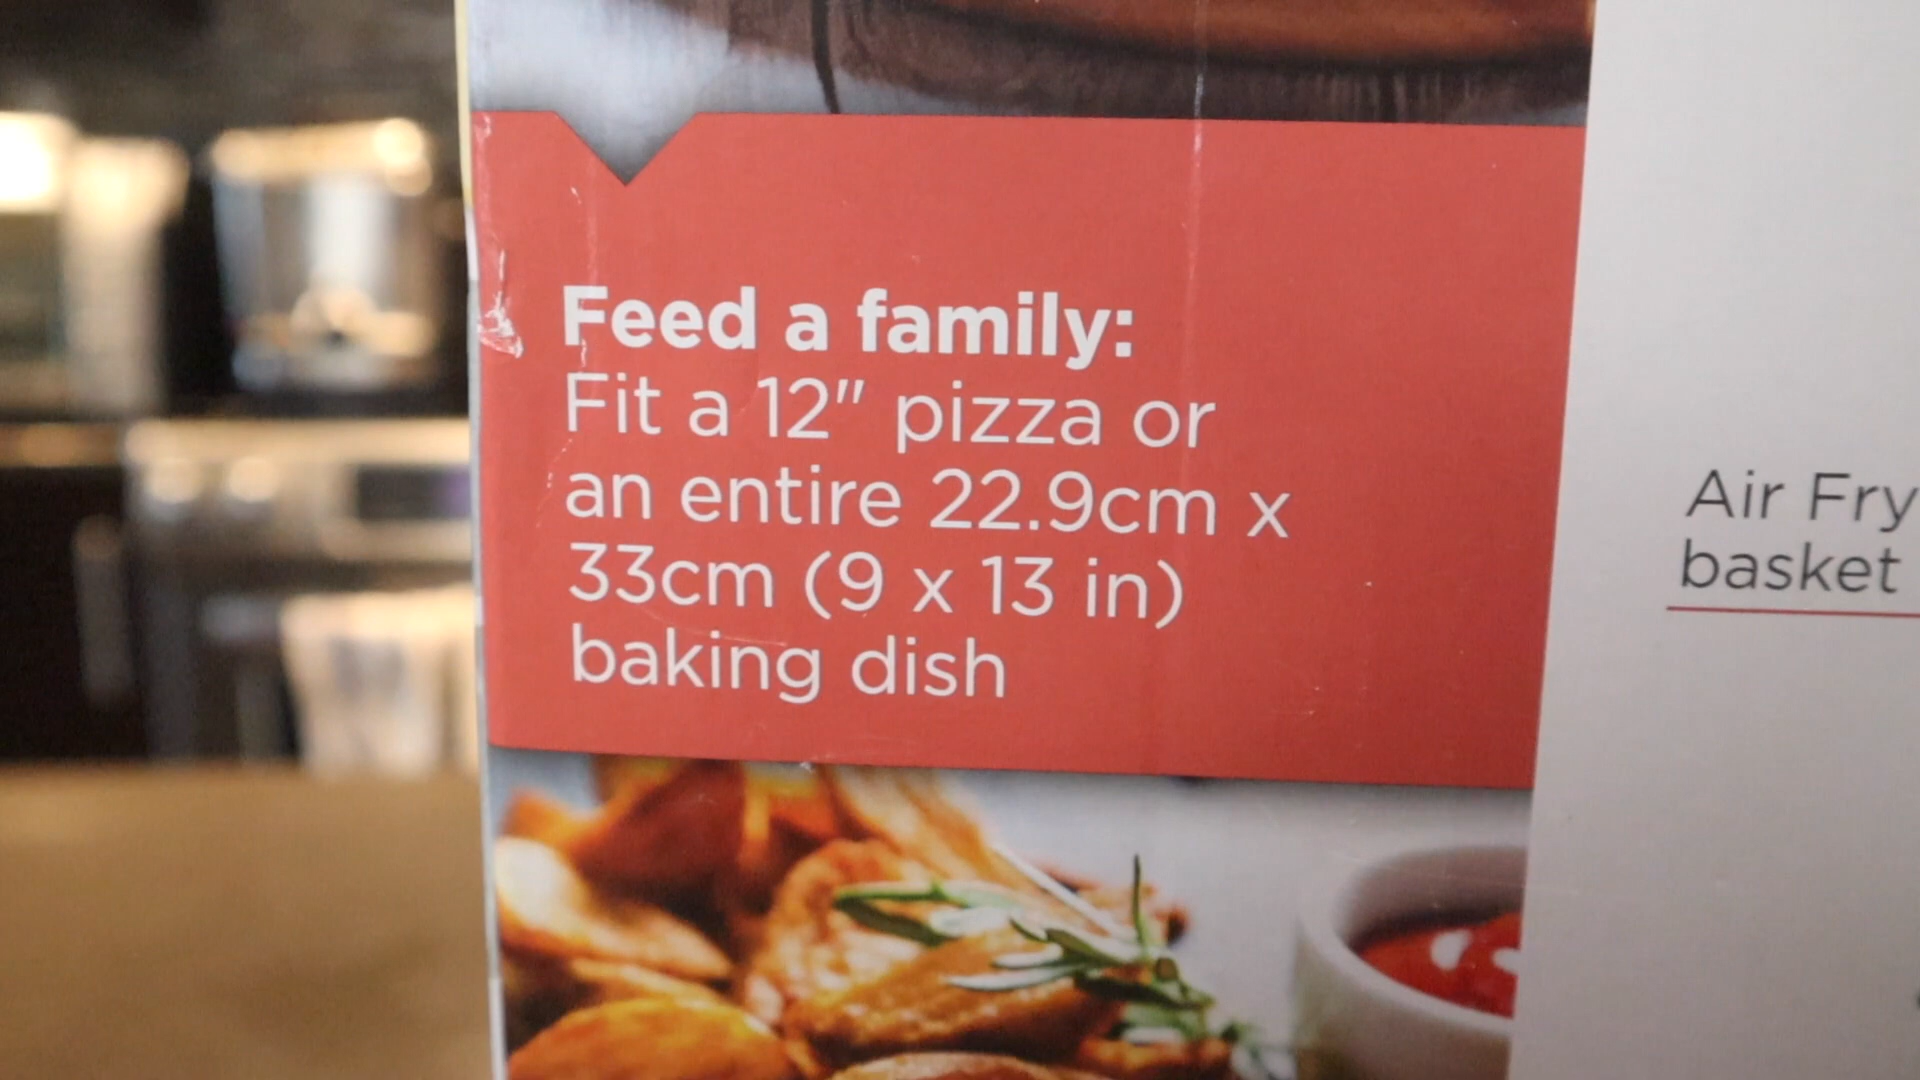 Feed a family:
Fit a 12" pizza or
an entire 22.9cm x
33cm (9 x 13 in)
baking dish
Air Fry
basket